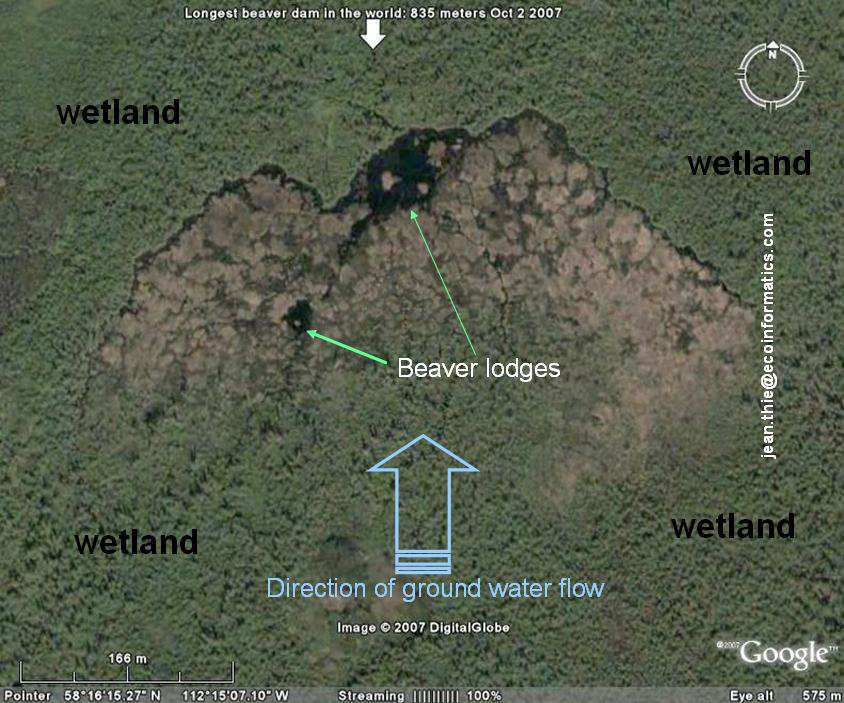 Longest beaver dam in the world: 835 meters Oct 2 2007
N
wetland
wetland
jean.thie@ecoinformatics.com
Beaver lodges
wetland
wetland
Direction of ground water flow
Image © 2007 DigitalGlobe
©2007 Google™
166 m
Pointer 58°16'15.27" N 112°15'07.10" W Streaming |||||||||| 100% Eye alt 575 m